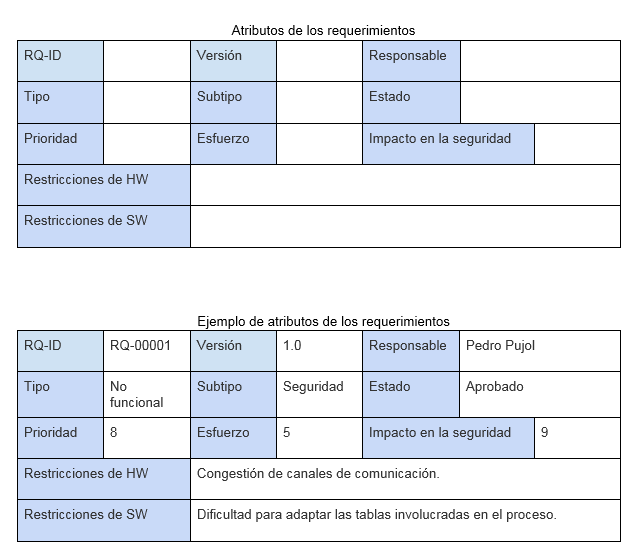 Atributos de los requerimientos
RQ-ID Versión Responsable
Tipo Subtipo Estado
Prioridad Esfuerzo Impacto en la seguridad
Restricciones de HW
Restricciones de SW
Ejemplo de atributos de los requerimientos
RQ-ID RQ-00001 Versión 1.0 Responsable Pedro Pujol
Tipo No funcional Subtipo Seguridad Estado Aprobado
Prioridad 8 Esfuerzo 5 Impacto en la seguridad 9
Restricciones de HW Congestión de canales de comunicación.
Restricciones de SW Dificultad para adaptar las tablas involucradas en el proceso.